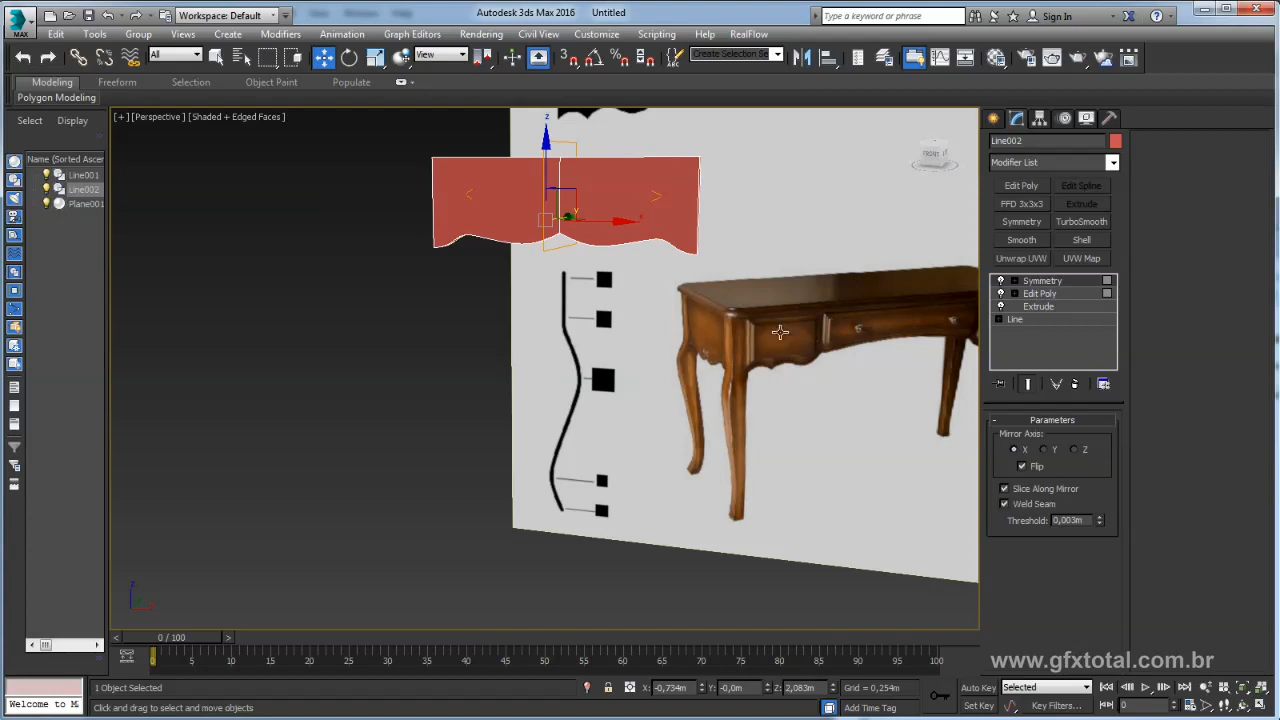 Workspace: Default
Autodesk 3ds Max 2016
Untitled
Type a keyword or phrase
Sign In
MAX
Edit Tools Group Views Create Modifiers Animation Graph Editors Rendering Civil View Customize Scripting Help RealFlow
All
View
Create Selection Se
Modeling Freeform Selection Object Paint Populate
Polygon Modeling
Select Display
[+] [Perspective] [Shaded + Edged Faces]
Name (Sorted Ascen
Line001
Line002
Plane001
z
x
y
FRONT
Line002
Modifier List
Edit Poly Edit Spline
FFD 3x3x3 Extrude
Symmetry TurboSmooth
Smooth Shell
Unwrap UVW UVW Map
Symmetry
Edit Poly
Extrude
Line
- Parameters
Mirror Axis:
X Y Z
Flip
Slice Along Mirror
Weld Seam
Threshold: 0,003m
z
< 0 / 100 >
0 5 10 15 20 25 30 35 40 45 50 55 60 65 70 75 80 85 90 95 100
www.gfxtotal.com.br
1 Object Selected
X: -0,734m Y: -0,0m Z: 2,083m Grid = 0,254m
Auto Key Selected
Welcome to M
Click and drag to select and move objects
Add Time Tag
Set Key Key Filters...
0